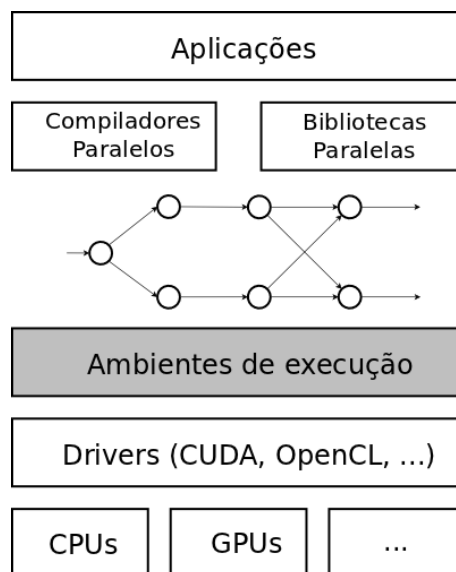 Aplicações
Compiladores
Paralelos
Bibliotecas
Paralelas
Ambientes de execução
Drivers (CUDA, OpenCL, ...)
CPUs
GPUs
...